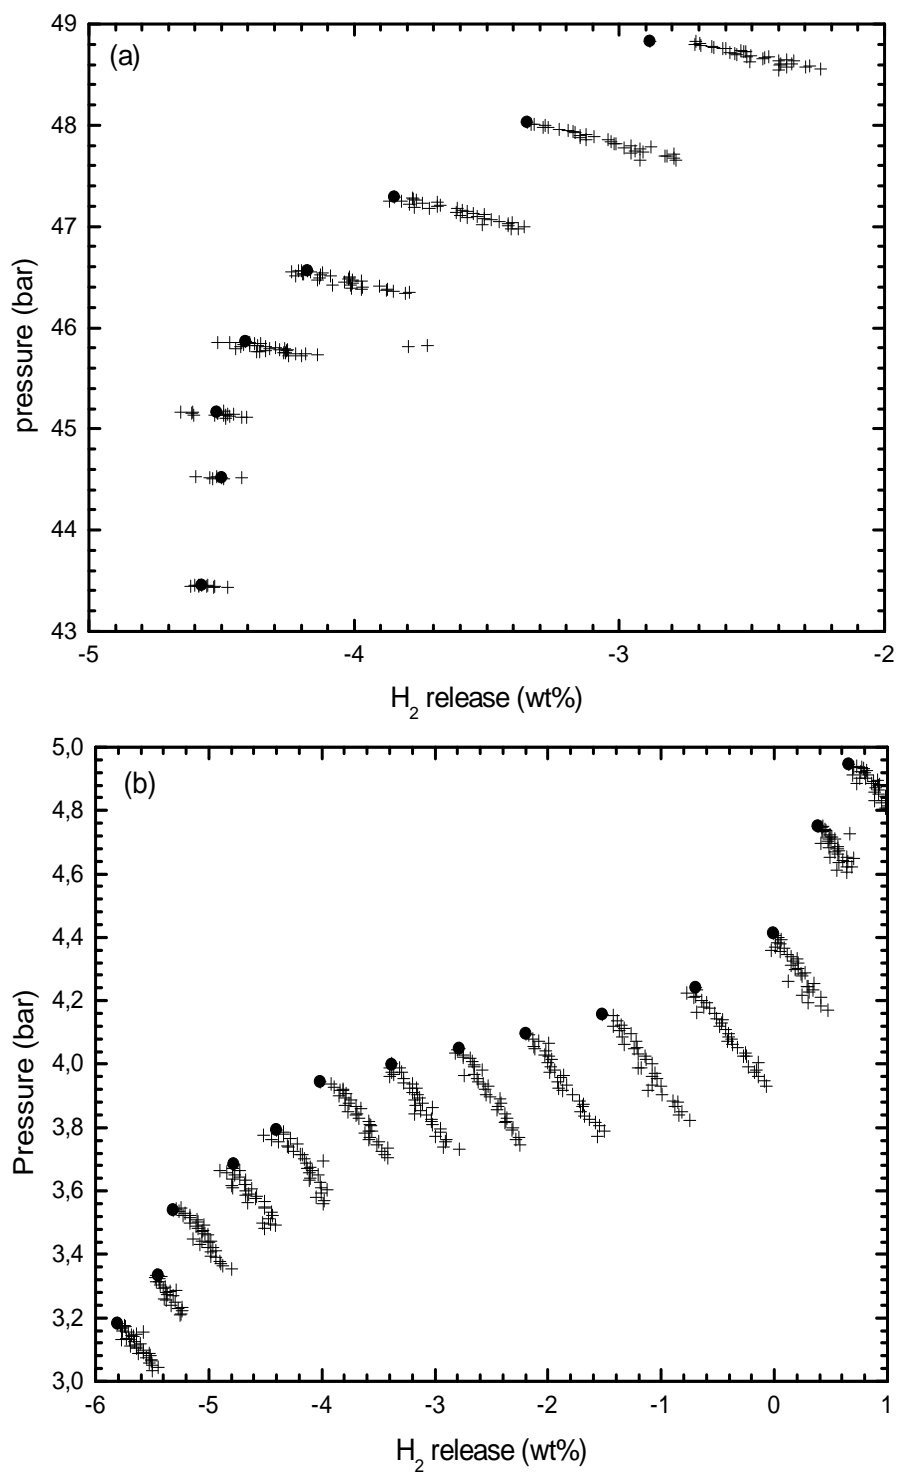 (a)
49
48
47
46
45
44
43
pressure (bar)
-5 -4 -3 -2
H2 release (wt%)
(b)
5,0
4,8
4,6
4,4
4,2
4,0
3,8
3,6
3,4
3,2
3,0
Pressure (bar)
-6 -5 -4 -3 -2 -1 0 1
H2 release (wt%)